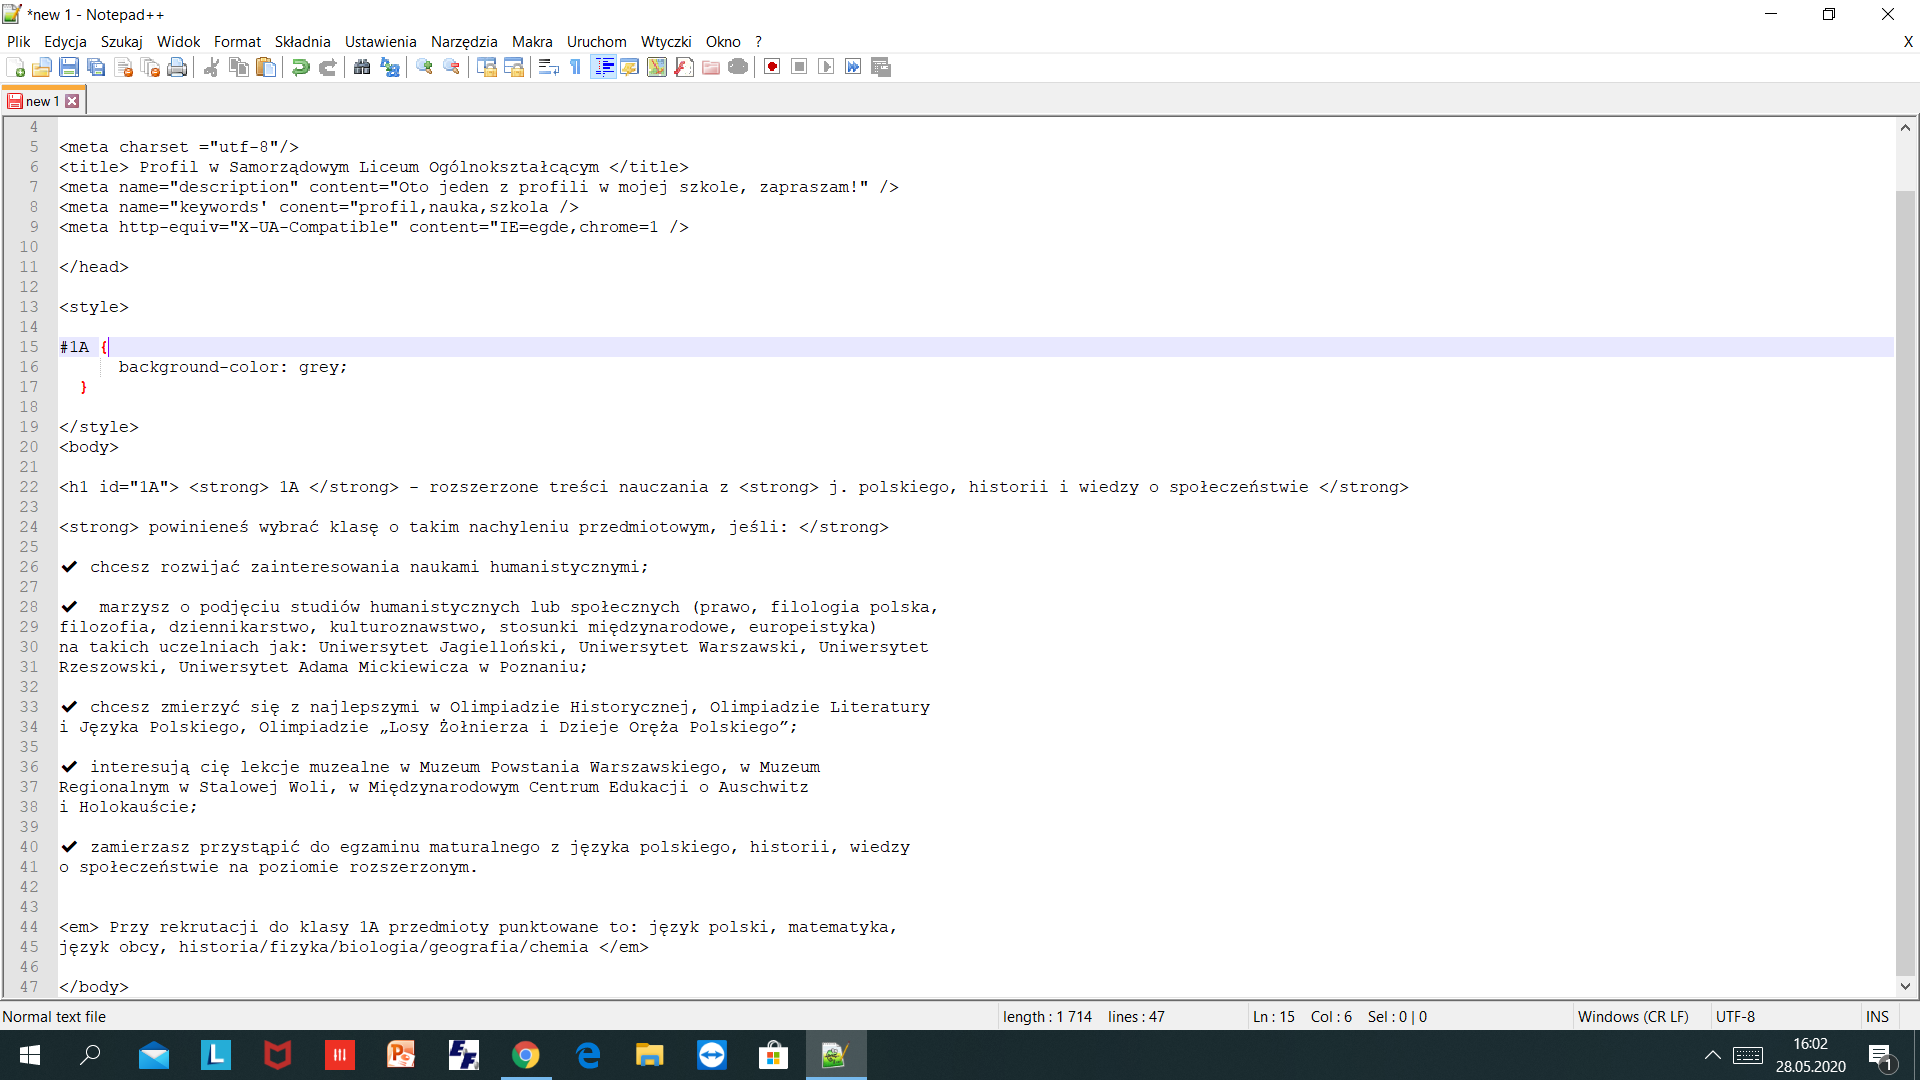 *new 1 - Notepad++
Plik Edycja Szukaj Widok Format Składnia Ustawienia Narzędzia Makra Uruchom Wtyczki Okno ? X
new 1
4
5 <meta charset ="utf-8"/>
6 <title> Profil w Samorządowym Liceum Ogólnokształcącym </title>
7 <meta name="description" content="Oto jeden z profili w mojej szkole, zapraszam!" />
8 <meta name="keywords' conent="profil,nauka,szkola />
9 <meta http-equiv="X-UA-Compatible" content="IE=egde,chrome=1 />
10
11 </head>
12
13 <style>
14
15 #1A {
16 background-color: grey;
17 }
18
19 </style>
20 <body>
21
22 <h1 id="1A"> <strong> 1A </strong> – rozszerzone treści nauczania z <strong> j. polskiego, historii i wiedzy o społeczeństwie </strong>
23
24 <strong> powinieneś wybrać klasę o takim nachyleniu przedmiotowym, jeśli: </strong>
25
26 ✔ chcesz rozwijać zainteresowania naukami humanistycznymi;
27
28 ✔ marzysz o podjęciu studiów humanistycznych lub społecznych (prawo, filologia polska,
29 filozofia, dziennikarstwo, kulturoznawstwo, stosunki międzynarodowe, europeistyka)
30 na takich uczelniach jak: Uniwersytet Jagielloński, Uniwersytet Warszawski, Uniwersytet
31 Rzeszowski, Uniwersytet Adama Mickiewicza w Poznaniu;
32
33 ✔ chcesz zmierzyć się z najlepszymi w Olimpiadzie Historycznej, Olimpiadzie Literatury
34 i Języka Polskiego, Olimpiadzie „Losy Żołnierza i Dzieje Oręża Polskiego”;
35
36 ✔ interesują cię lekcje muzealne w Muzeum Powstania Warszawskiego, w Muzeum
37 Regionalnym w Stalowej Woli, w Międzynarodowym Centrum Edukacji o Auschwitz
38 i Holokauście;
39
40 ✔ zamierzasz przystąpić do egzaminu maturalnego z języka polskiego, historii, wiedzy
41 o społeczeństwie na poziomie rozszerzonym.
42
43
44 <em> Przy rekrutacji do klasy 1A przedmioty punktowane to: język polski, matematyka,
45 język obcy, historia/fizyka/biologia/geografia/chemia </em>
46
47 </body>
Normal text file length : 1 714 lines : 47 Ln : 15 Col : 6 Sel : 0 | 0 Windows (CR LF) UTF-8 INS
16:02
28.05.2020
1